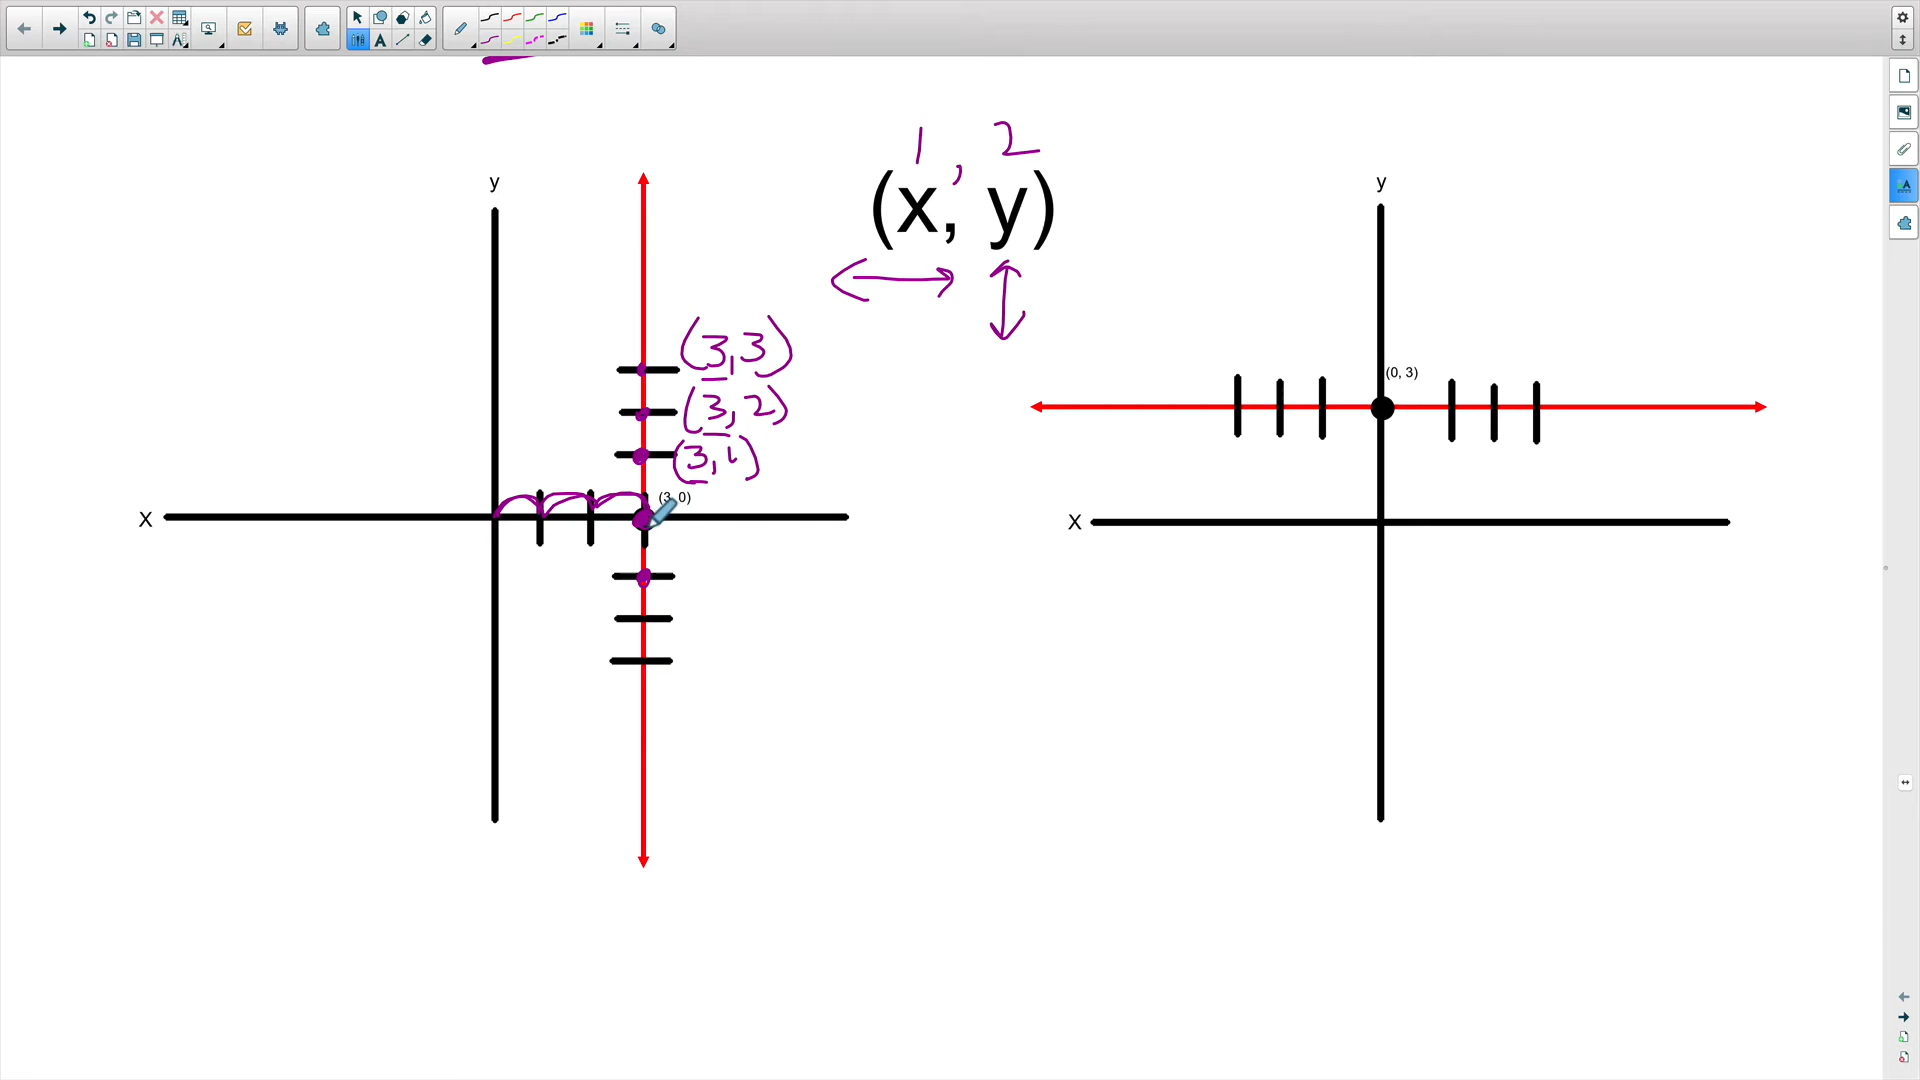 1 , 2
(x, y)
y
(3,3)
(3,2)
(3,1)
(3, 0)
X
y
(0, 3)
X